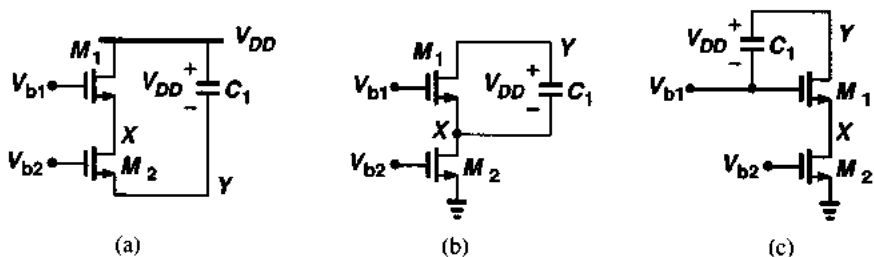 M1 VDD
Vb1 VDD + − C1
X
Vb2 M2 Y
(a)
M1 Y
Vb1 VDD + − C1
X
Vb2 M2
(b)
VDD + − C1 Y
Vb1 M1
X
Vb2 M2
(c)